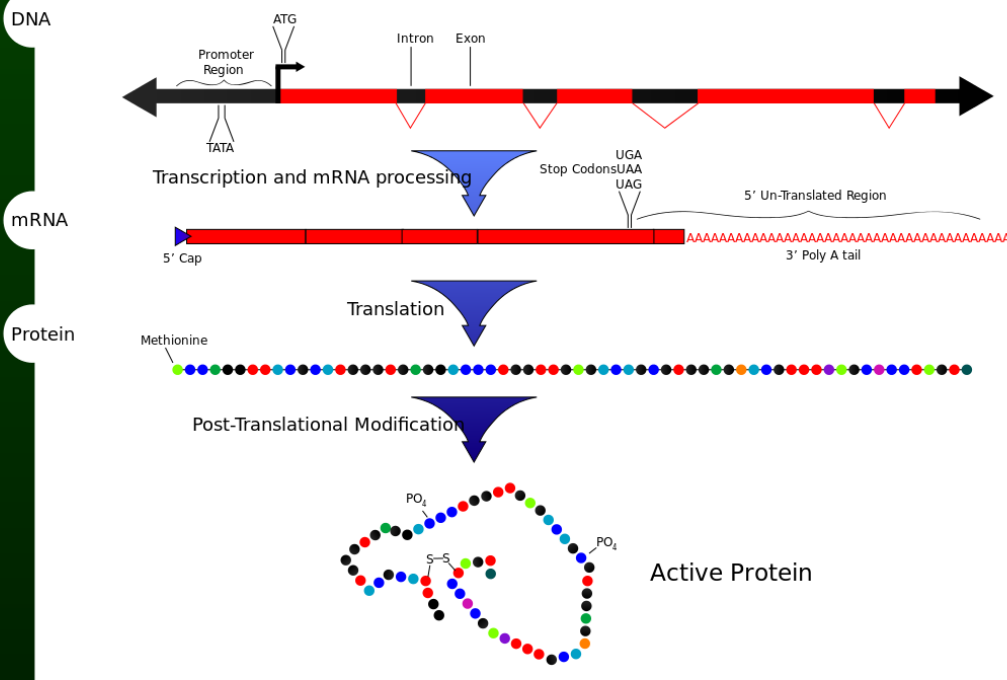 DNA
ATG
Promoter
Region
Intron
Exon
TATA
Transcription and mRNA processing
Stop Codons
UGA
UAA
UAG
5’ Un-Translated Region
mRNA
AAAAAAAAAAAAAAAAAAAAAAAAAAAAAAAAAAAAAAA
5’ Cap
3’ Poly A tail
Translation
Protein
Methionine
Post-Translational Modification
PO4
PO4
S—S
Active Protein